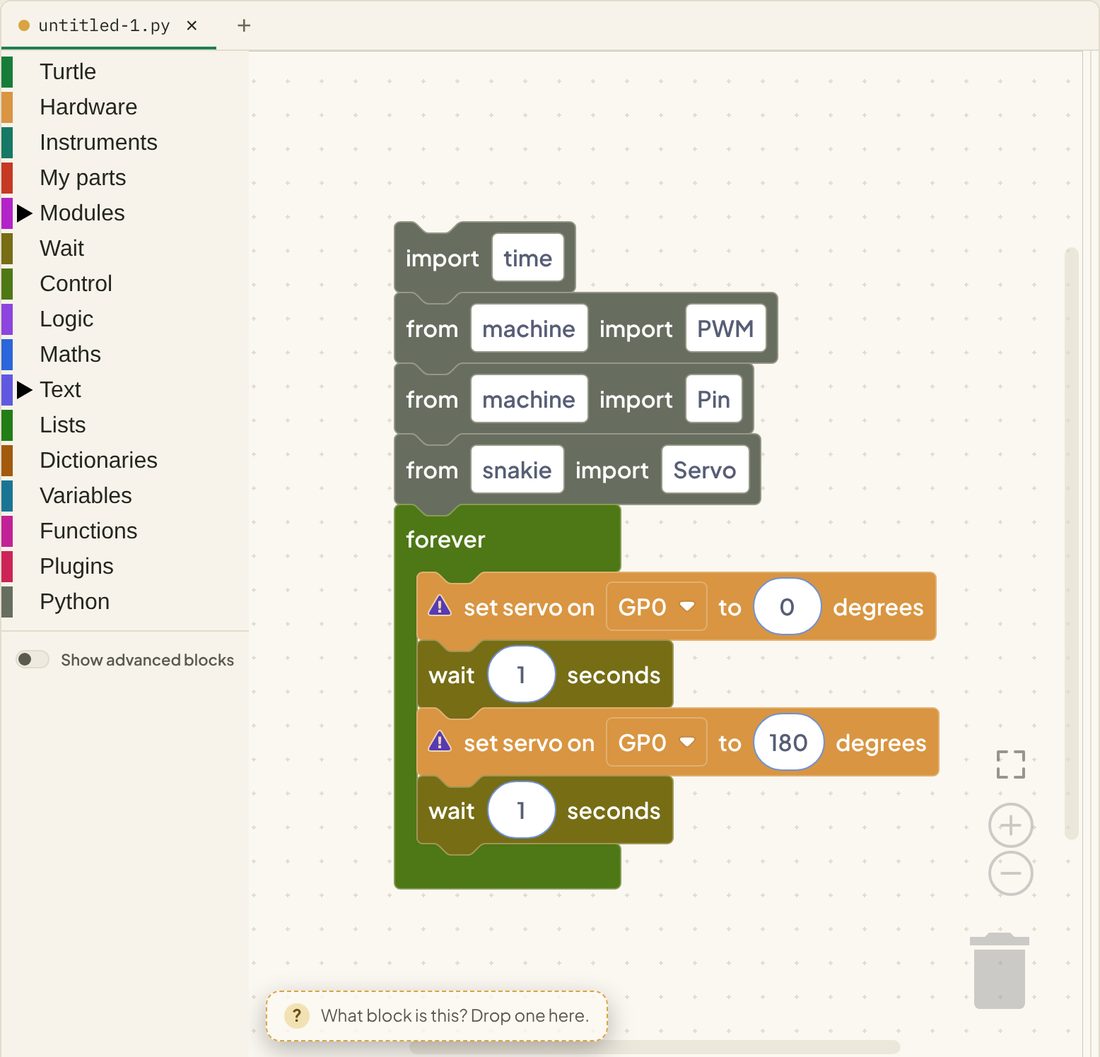 untitled-1.py × +
Turtle
Hardware
Instruments
My parts
Modules
Wait
Control
Logic
Maths
Text
Lists
Dictionaries
Variables
Functions
Plugins
Python
Show advanced blocks
import time
from machine import PWM
from machine import Pin
from snakie import Servo
forever
set servo on GP0 to 0 degrees
wait 1 seconds
set servo on GP0 to 180 degrees
wait 1 seconds
? What block is this? Drop one here.